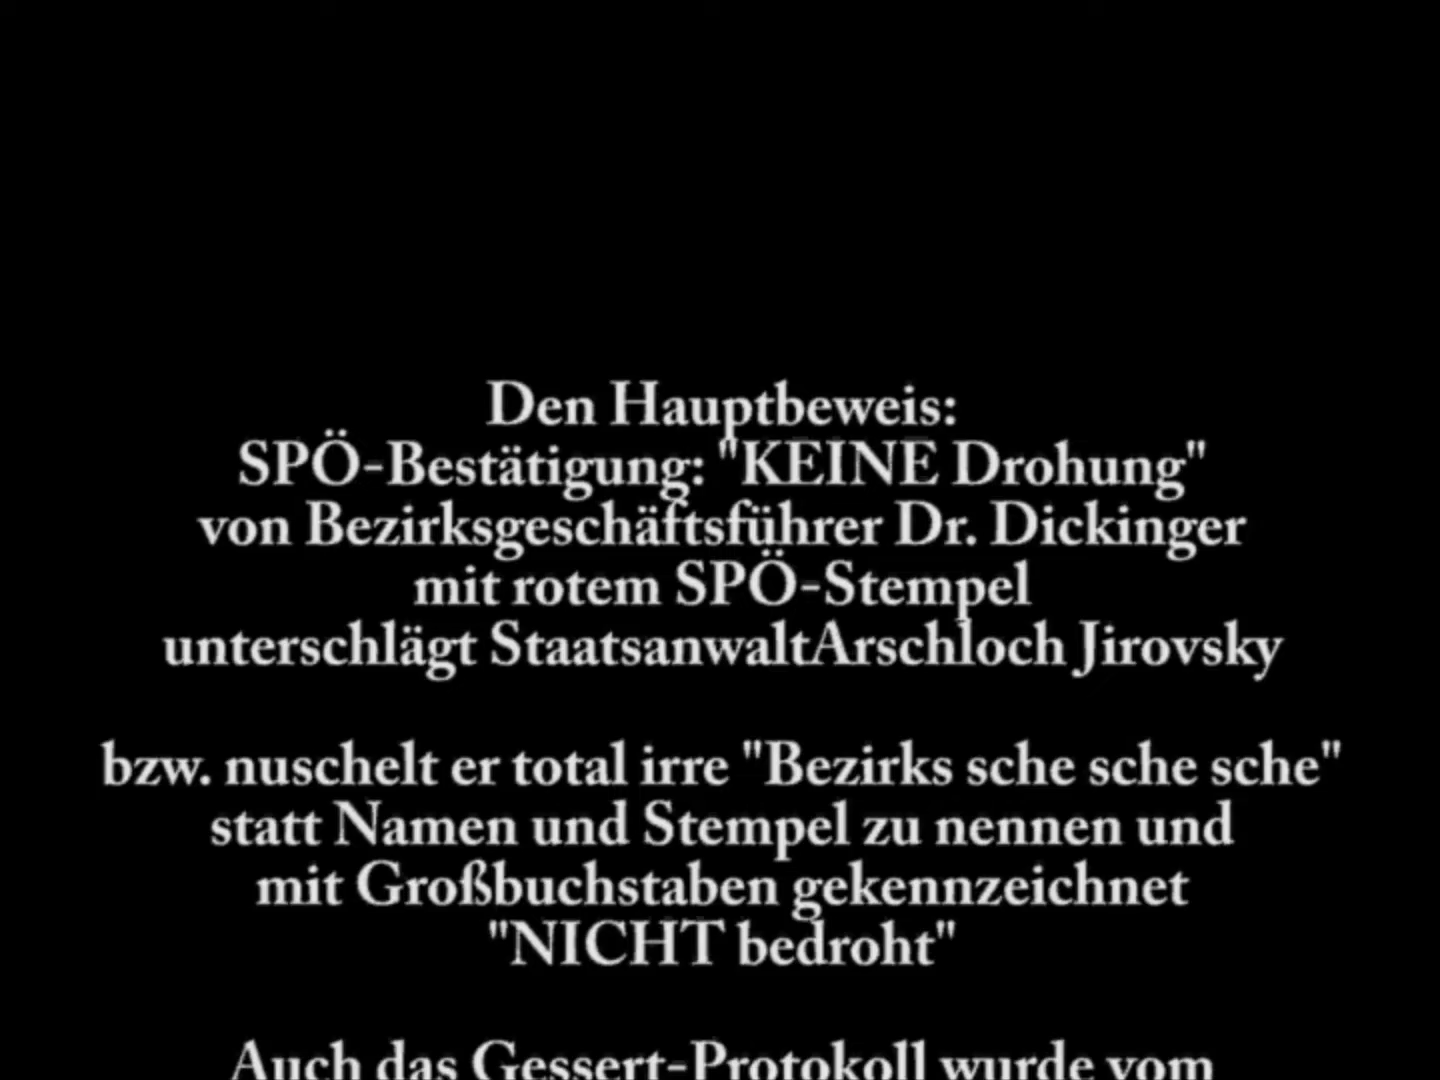 Den Hauptbeweis:
SPÖ-Bestätigung: "KEINE Drohung"
von Bezirksgeschäftsführer Dr. Dickinger
mit rotem SPÖ-Stempel
unterschlägt StaatsanwaltArschloch Jirovsky
bzw. nuschelt er total irre "Bezirks sche sche sche"
statt Namen und Stempel zu nennen und
mit Großbuchstaben gekennzeichnet
"NICHT bedroht"
Auch das Gessert-Protokoll wurde vom